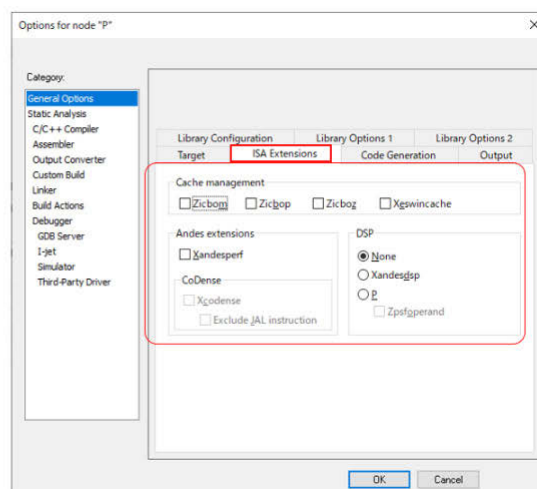 Options for node "P"
Category:
General Options
Static Analysis
C/C++ Compiler
Assembler
Output Converter
Custom Build
Linker
Build Actions
Debugger
GDB Server
I-jet
Simulator
Third-Party Driver
Library Configuration Library Options 1 Library Options 2
Target ISA Extensions Code Generation Output
Cache management
Zicbom Zicbop Zicboz Xeswincache
Andes extensions
Xandesperf
CoDense
Xcodense
Exclude JAL instruction
DSP
None
Xandesdsp
P
Zpsfoperand
OK Cancel